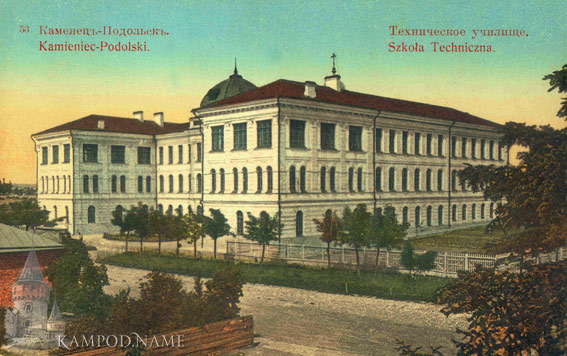 53 Каменецъ-Подольскъ.
Kamieniec-Podolski.
Техническое училище.
Szkoła Techniczna.
KAMPOD.NAME